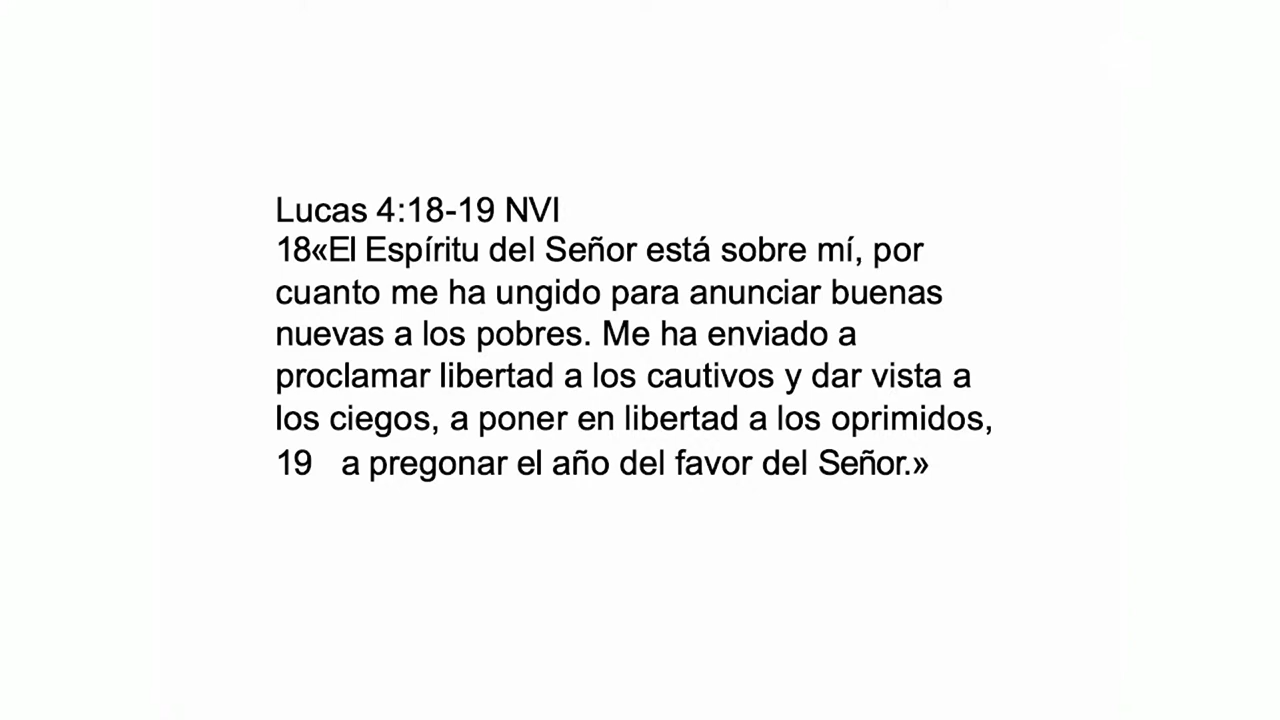 Lucas 4:18-19 NVI
18«El Espíritu del Señor está sobre mí, por
cuanto me ha ungido para anunciar buenas
nuevas a los pobres. Me ha enviado a
proclamar libertad a los cautivos y dar vista a
los ciegos, a poner en libertad a los oprimidos,
19 a pregonar el año del favor del Señor.»